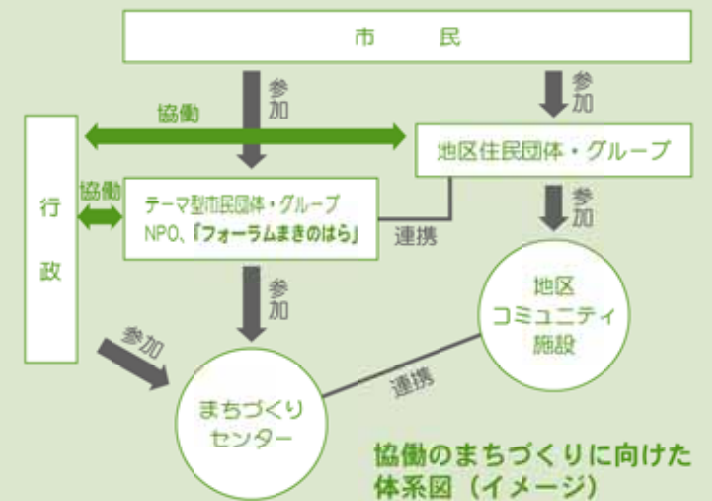 市　民
参加
参加
協働
地区住民団体・グループ
行政
協働
テーマ型市民団体・グループ
NPO、「フォーラムまきのはら」
連携
参加
参加
地区
コミュニティ
施設
参加
連携
まちづくり
センター
協働のまちづくりに向けた
体系図（イメージ）